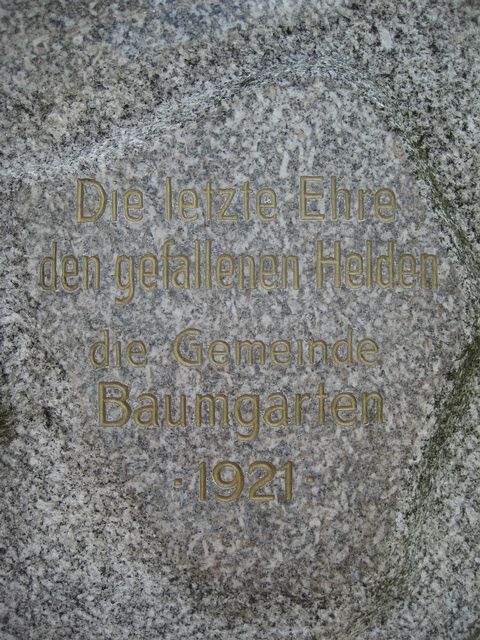 Die letzte Ehre
den gefallenen Helden
die Gemeinde
Baumgarten
· 1921 ·